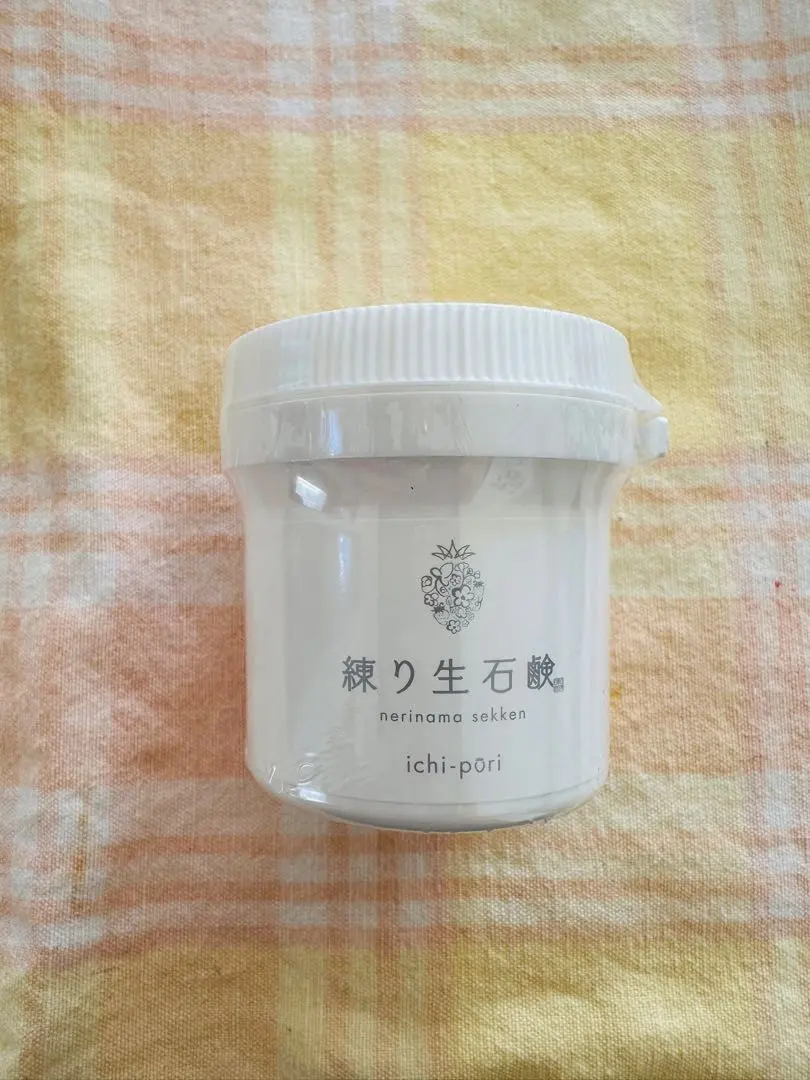 練り生石鹸
nerinama sekken
ichi-pōri